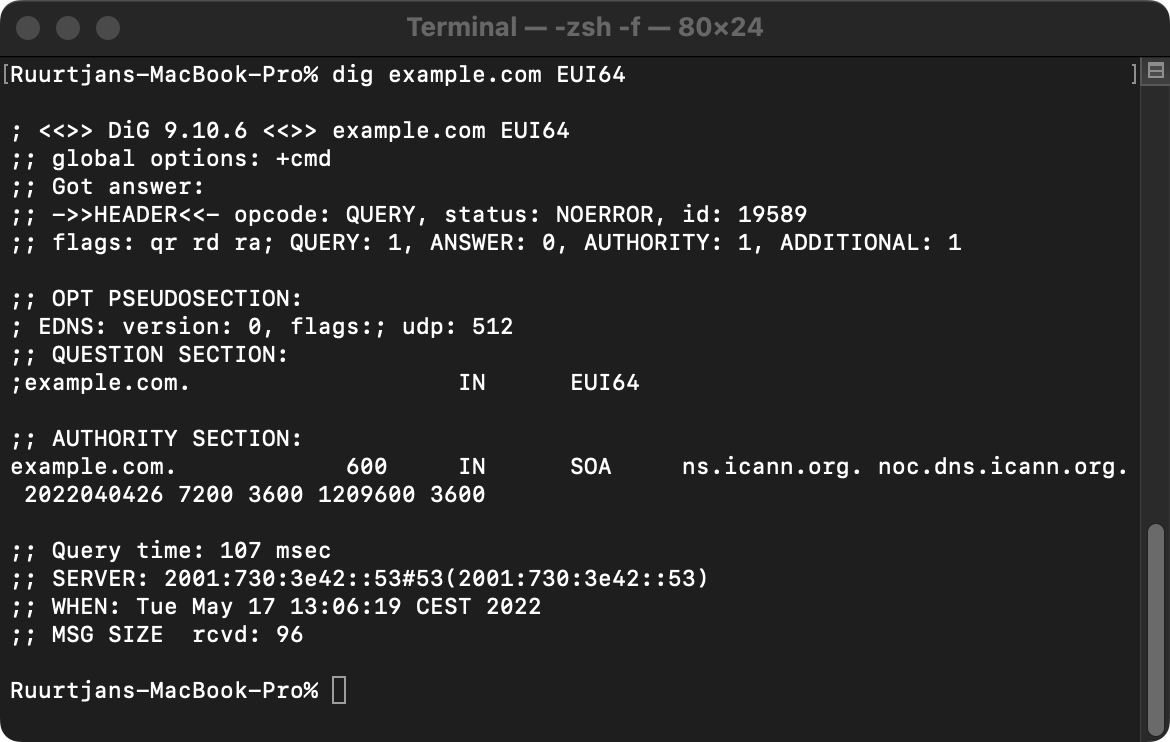 Terminal — -zsh -f — 80×24
[Ruurtjans-MacBook-Pro% dig example.com EUI64 ]
; <<>> DiG 9.10.6 <<>> example.com EUI64
;; global options: +cmd
;; Got answer:
;; ->>HEADER<<- opcode: QUERY, status: NOERROR, id: 19589
;; flags: qr rd ra; QUERY: 1, ANSWER: 0, AUTHORITY: 1, ADDITIONAL: 1
;; OPT PSEUDOSECTION:
; EDNS: version: 0, flags:; udp: 512
;; QUESTION SECTION:
;example.com. IN EUI64
;; AUTHORITY SECTION:
example.com. 600 IN SOA ns.icann.org. noc.dns.icann.org.
2022040426 7200 3600 1209600 3600
;; Query time: 107 msec
;; SERVER: 2001:730:3e42::53#53(2001:730:3e42::53)
;; WHEN: Tue May 17 13:06:19 CEST 2022
;; MSG SIZE rcvd: 96
Ruurtjans-MacBook-Pro%